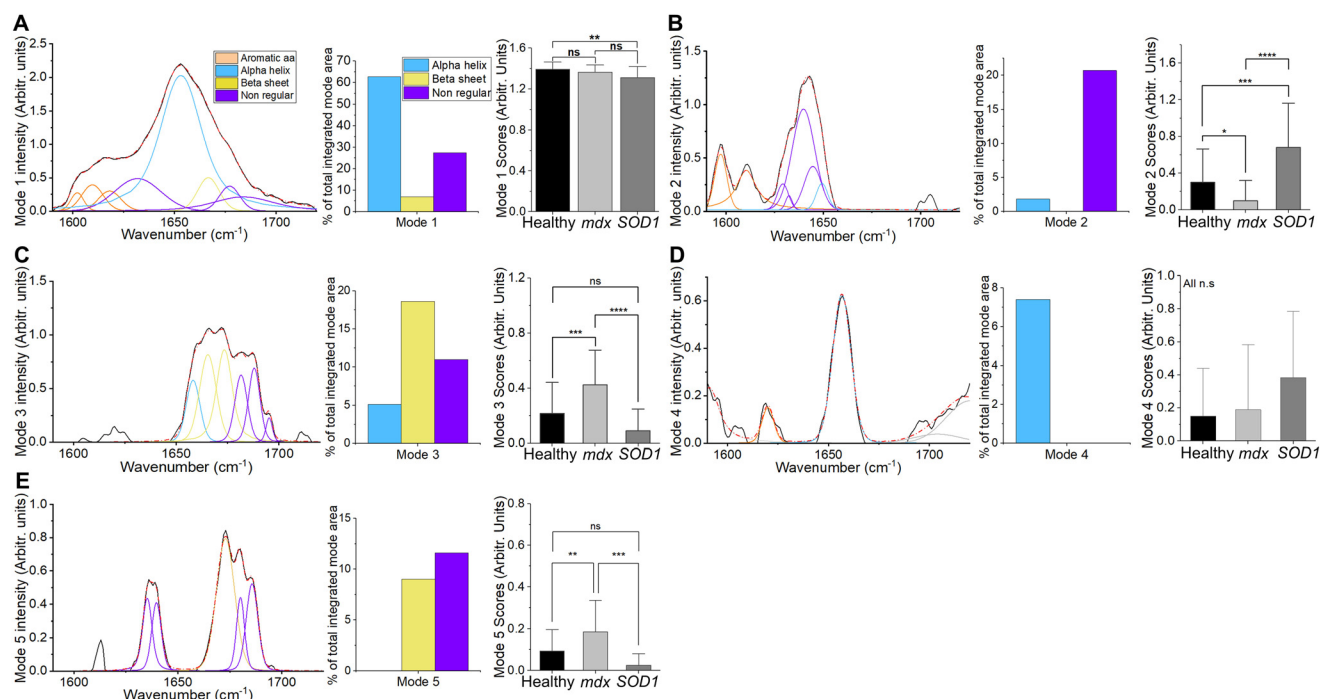 A
Mode 1 intensity (Arbitr. units)
2.5
2.0
1.5
1.0
0.5
0.0
Aromatic aa
Alpha helix
Beta sheet
Non regular
1600
1650
1700
Wavenumber (cm-1)
% of total integrated mode area
70
60
50
40
30
20
10
0
Alpha helix
Beta sheet
Non regular
Mode 1
Mode 1 Scores (Arbitr. Units)
1.6
1.2
0.8
0.4
0.0
**
ns
ns
Healthy mdx SOD1
B
Mode 2 intensity (Aribitr. units)
2.0
1.5
1.0
0.5
0.0
1600
1650
1700
Wavenumber (cm-1)
% of total integrated mode area
20
10
0
Mode 2
Mode 2 Scores (Arbitr. Units)
1.6
1.2
0.8
0.4
0.0
****
***
*
Healthy mdx SOD1
C
Mode 3 intensity (Arbitr. Units)
1.5
1.0
0.5
0.0
1600
1650
1700
Wavenumber (cm-1)
% of total integrated mode area
20
15
10
5
0
Mode 3
Mode 3 Scores (Arbitr. Units)
1.2
0.8
0.4
0.0
ns
****
***
Healthy mdx SOD1
D
Mode 4 intensity (Arbitr. Units)
0.6
0.4
0.2
0.0
1600
1650
1700
Wavenumber (cm-1)
% of total integrated mode area
8
7
6
5
4
3
2
1
0
Mode 4
Mode 4 Scores (Arbitr. Units)
1.0
0.8
0.6
0.4
0.2
0.0
All n.s
Healthy mdx SOD1
E
Mode 5 intensity (Arbitr. Units)
1.0
0.8
0.6
0.4
0.2
0.0
1600
1650
1700
Wavenumber (cm-1)
% of total integrated mode area
15
10
5
0
Mode 5
Mode 5 Scores (Arbitr. Units)
0.8
0.6
0.4
0.2
0.0
ns
**
***
Healthy mdx SOD1